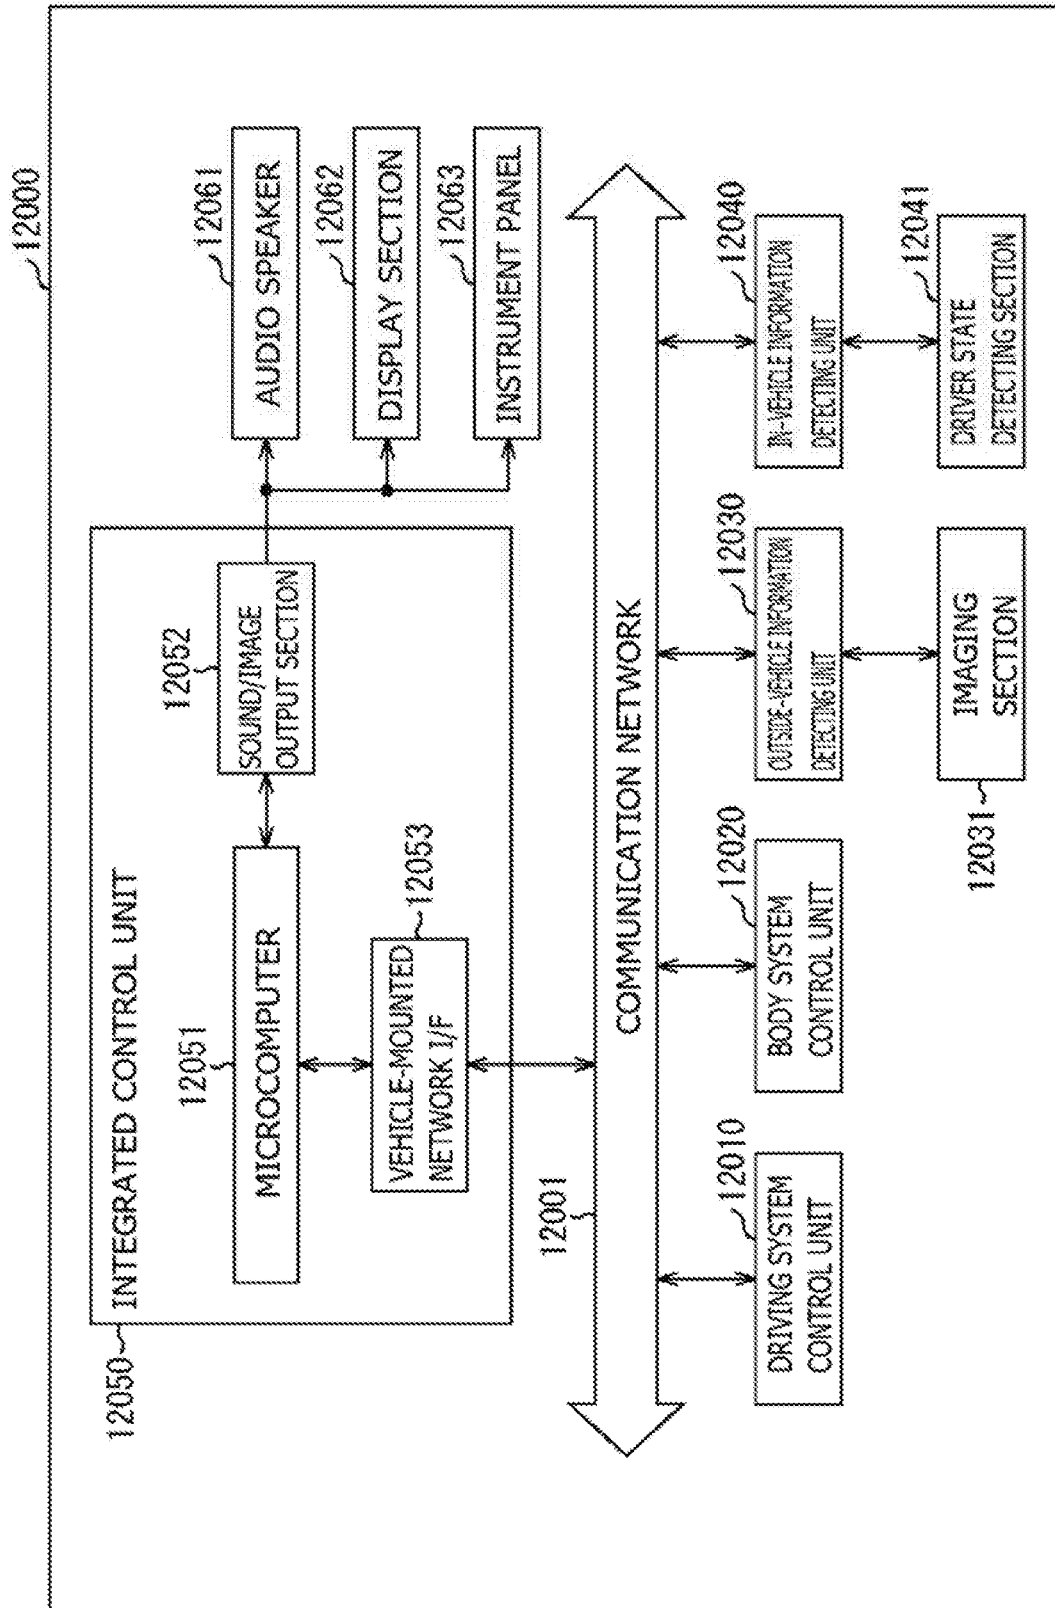 12000
12050
INTEGRATED CONTROL UNIT
12051
MICROCOMPUTER
12052
SOUND/IMAGE
OUTPUT SECTION
12053
VEHICLE-MOUNTED
NETWORK I/F
12061
AUDIO SPEAKER
12062
DISPLAY SECTION
12063
INSTRUMENT PANEL
12001
COMMUNICATION NETWORK
12010
DRIVING SYSTEM
CONTROL UNIT
12020
BODY SYSTEM
CONTROL UNIT
12030
OUTSIDE-VEHICLE INFORMATION
DETECTING UNIT
12040
IN-VEHICLE INFORMATION
DETECTING UNIT
12031
IMAGING
SECTION
12041
DRIVER STATE
DETECTING SECTION